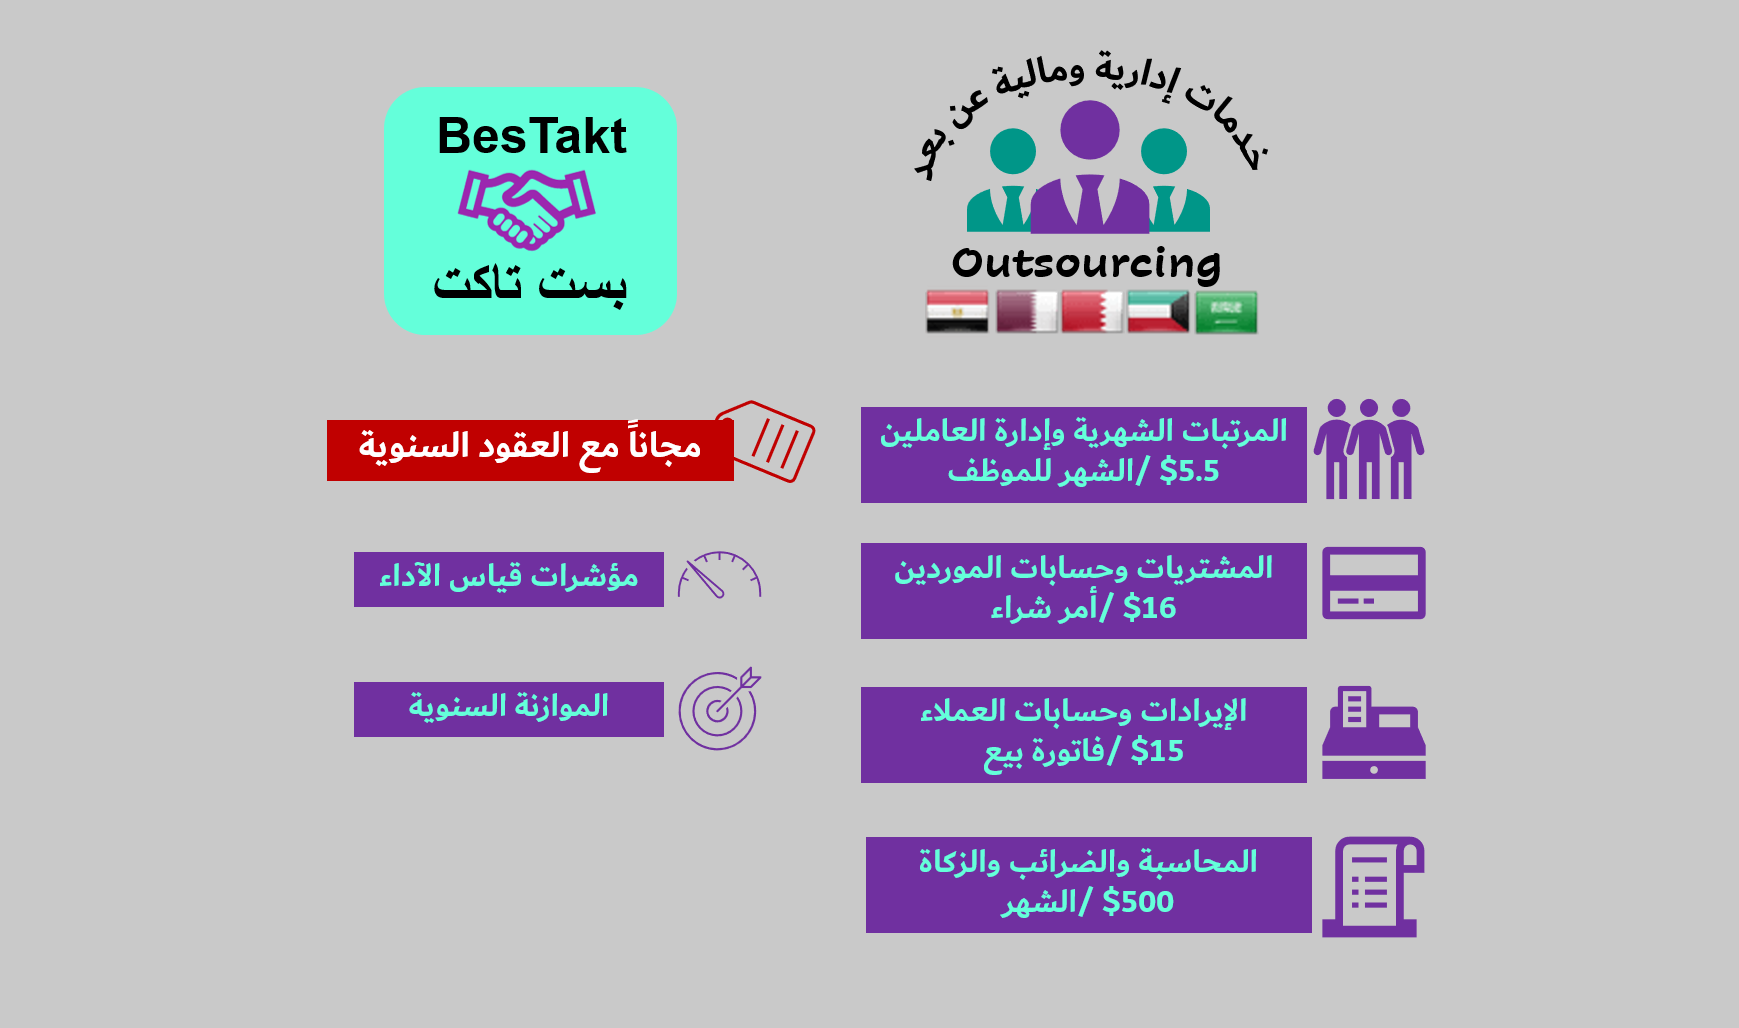 خدمات إدارية ومالية عن بعد
Outsourcing
BesTakt
بست تاكت
المرتبات الشهرية وإدارة العاملين
5.5$ /الشهر للموظف
المشتريات وحسابات الموردين
16$ /أمر شراء
الإيرادات وحسابات العملاء
15$ /فاتورة بيع
المحاسبة والضرائب والزكاة
500$ /الشهر
مجاناً مع العقود السنوية
مؤشرات قياس الآداء
الموازنة السنوية